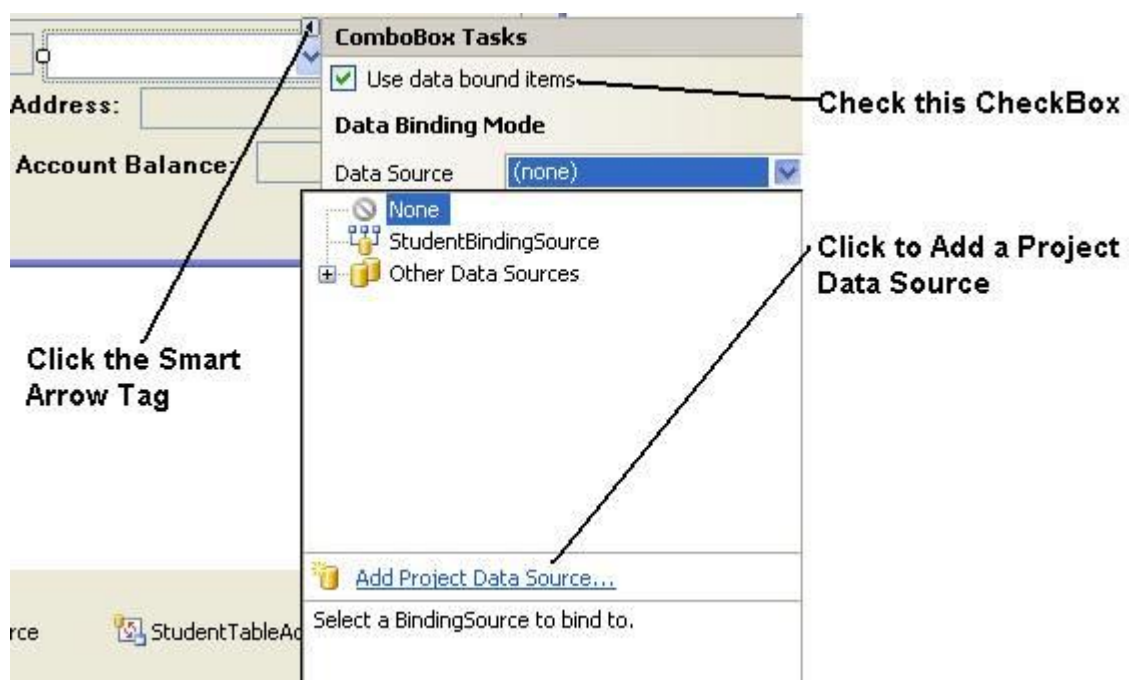 ComboBox Tasks
Use data bound items
Check this CheckBox
Address:
Data Binding Mode
Account Balance:
Data Source (none)
None
StudentBindingSource
Click to Add a Project
Data Source
Other Data Sources
Click the Smart
Arrow Tag
Add Project Data Source...
Select a BindingSource to bind to.
rce
StudentTableAd